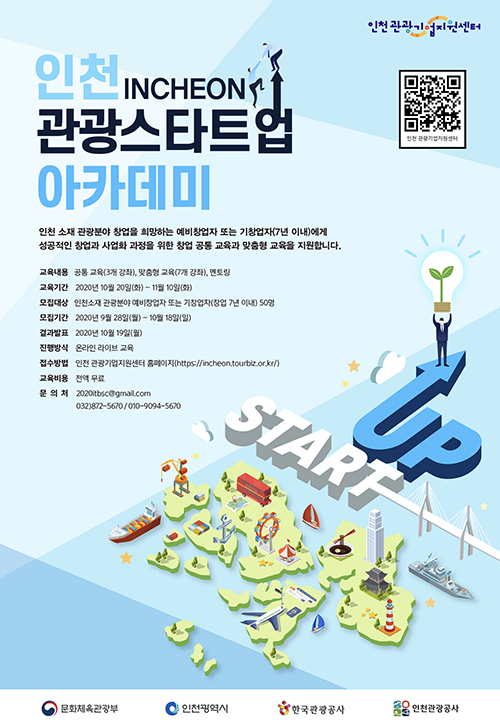 인천관광기업지원센터
인천 INCHEON
관광스타트업
아카데미
인천 관광기업지원센터
인천 소재 관광분야 창업을 희망하는 예비창업자 또는 기창업자(7년 이내)에게
성공적인 창업과 사업화 과정을 위한 창업 공통 교육과 맞춤형 교육을 지원합니다.
교육내용 공통 교육(3개 강좌), 맞춤형 교육(7개 강좌), 멘토링
교육기간 2020년 10월 20일(화) ~ 11월 10일(화)
모집대상 인천소재 관광분야 예비창업자 또는 기창업자(창업 7년 이내) 50명
모집기간 2020년 9월 28일(월) ~ 10월 18일(일)
결과발표 2020년 10월 19일(월)
진행방식 온라인 라이브 교육
접수방법 인천 관광기업지원센터 홈페이지(https://incheon.tourbiz.or.kr/)
교육비용 전액 무료
문 의 처 2020itbsc@gmail.com
032)872-5670 / 010-9094-5670
START UP
문화체육관광부
인천광역시
한국관광공사
인천관광공사